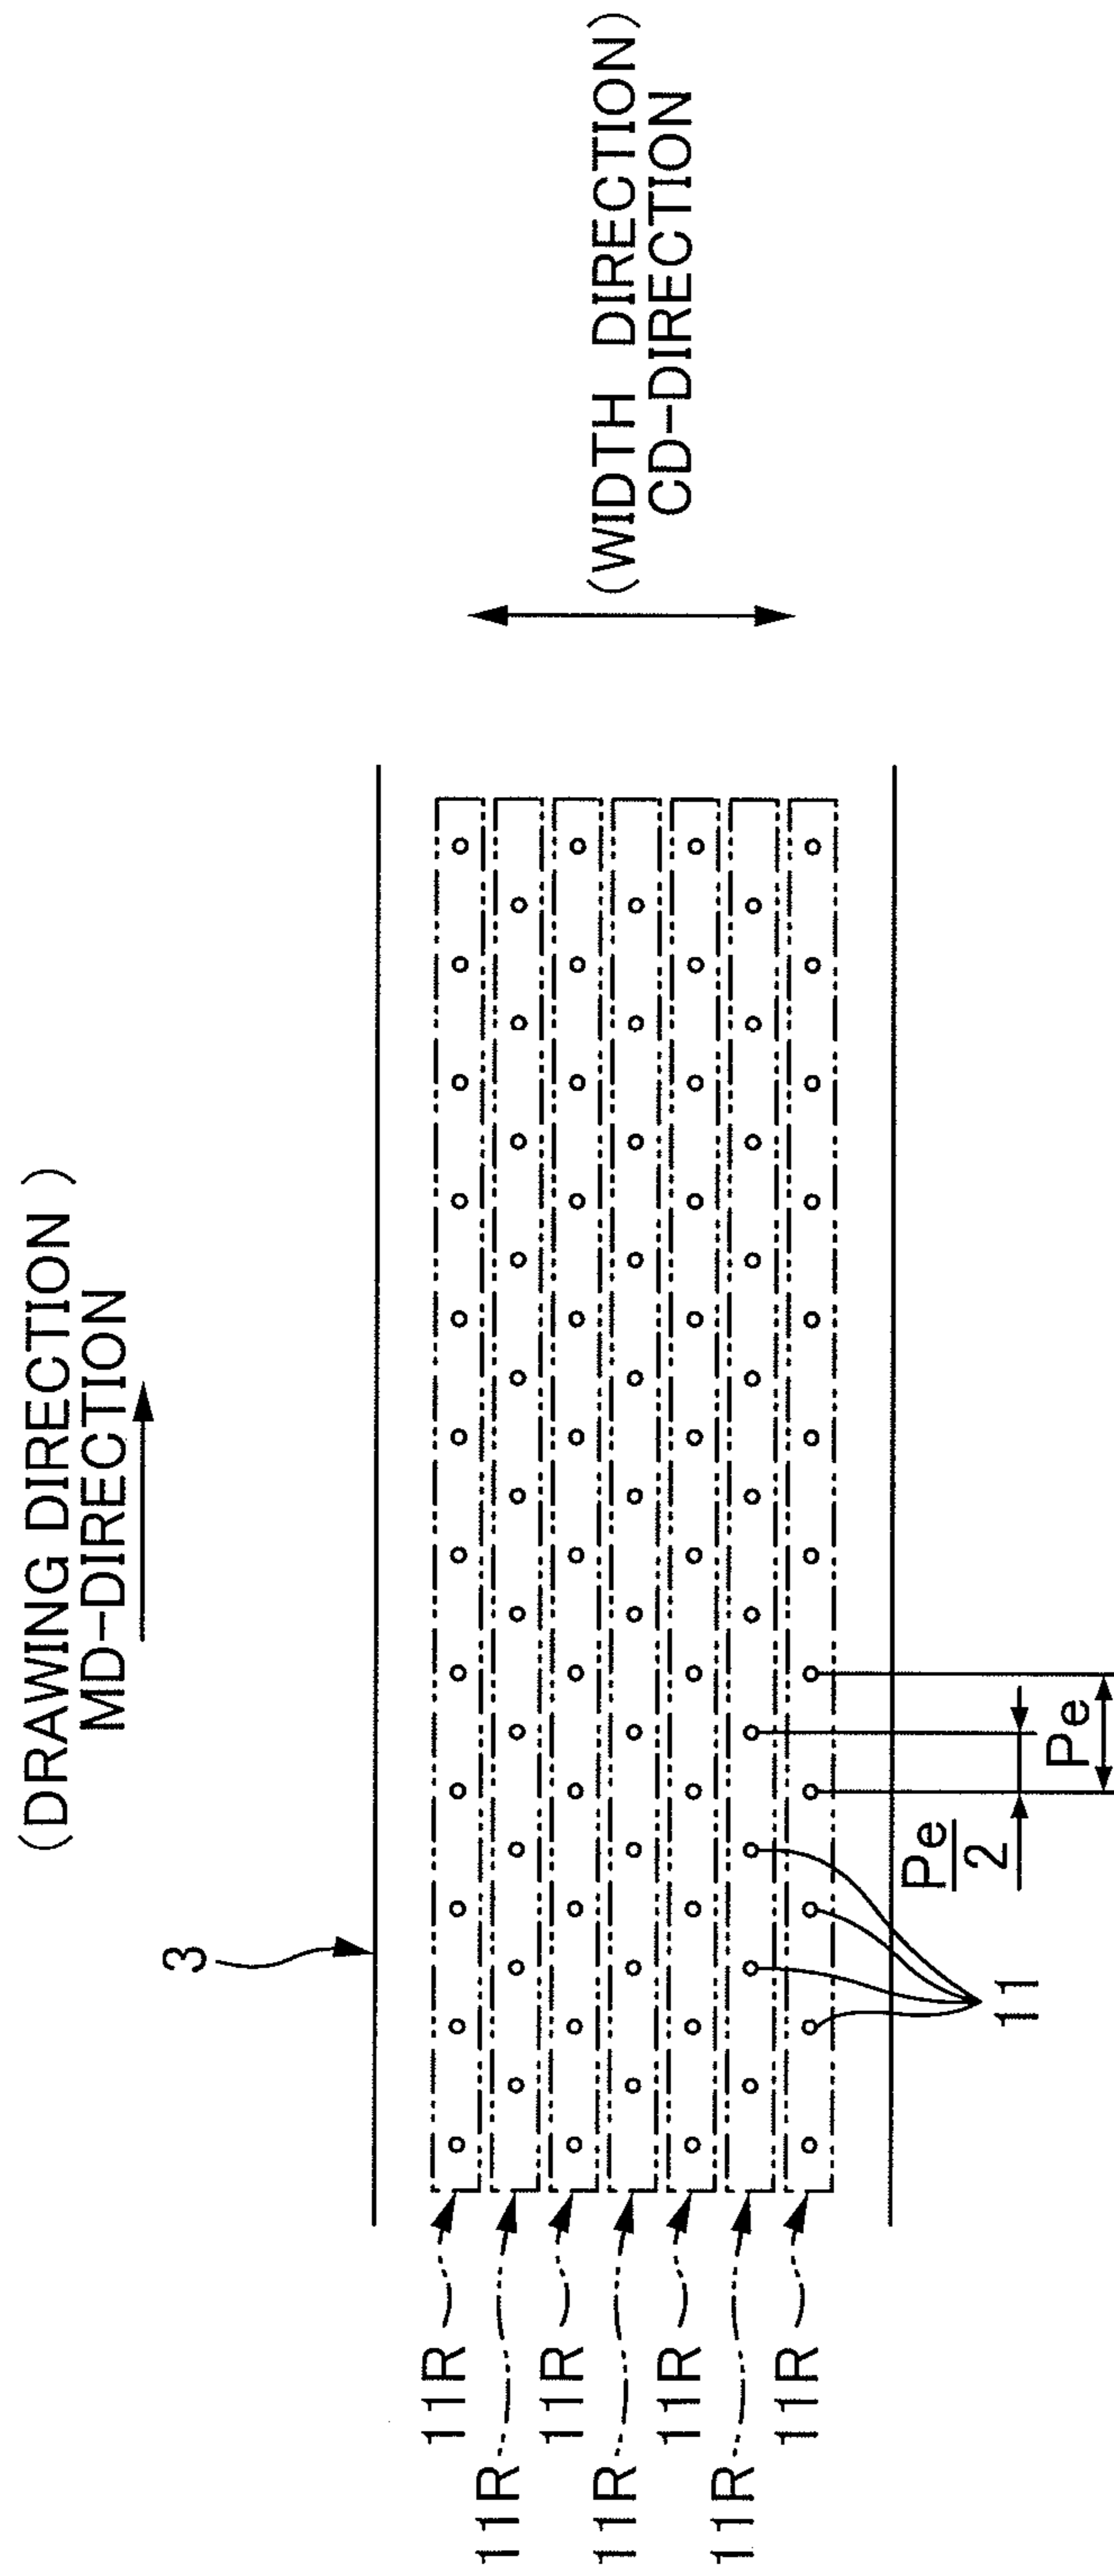 (DRAWING DIRECTION )
MD-DIRECTION
(WIDTH DIRECTION)
CD-DIRECTION
3
11R
11R
11R
11R
11R
11R
11R
11
Pe
2
Pe